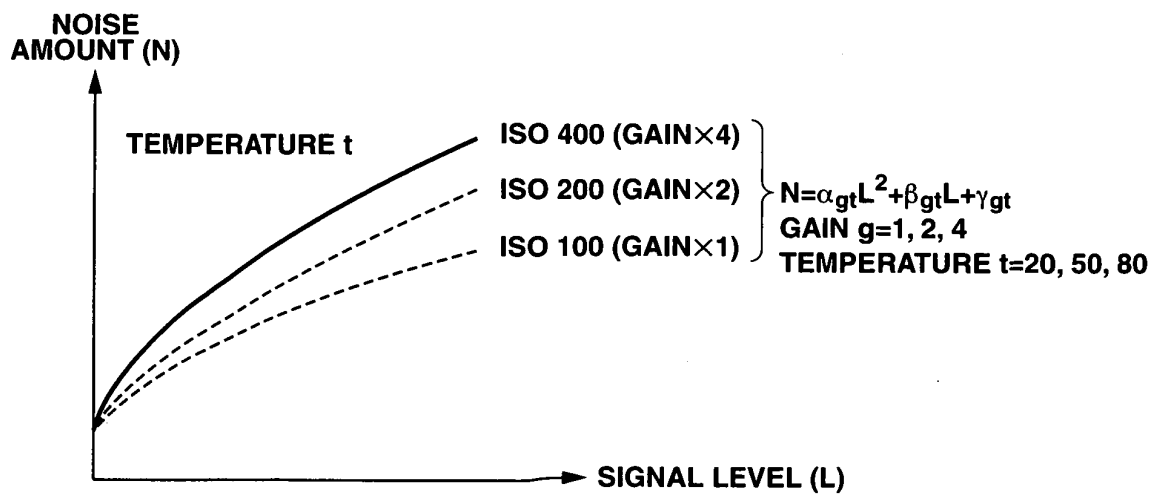 NOISE
AMOUNT (N)
TEMPERATURE t
ISO 400 (GAIN×4)
ISO 200 (GAIN×2)
ISO 100 (GAIN×1)
N=αgtL²+βgtL+γgt
GAIN g=1, 2, 4
TEMPERATURE t=20, 50, 80
SIGNAL LEVEL (L)